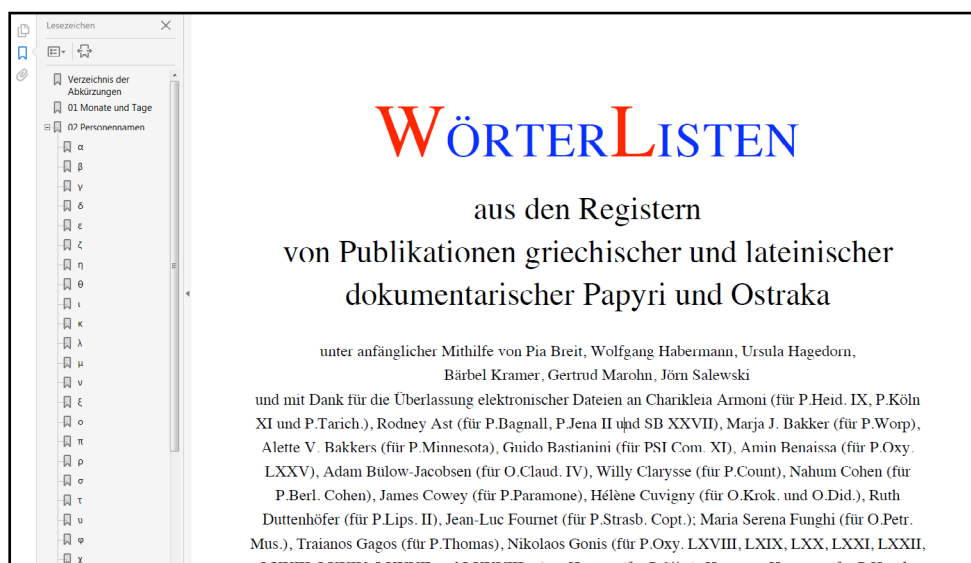 Lesezeichen
Verzeichnis der
Abkürzungen
01 Monate und Tage
02 Personennamen
α
β
γ
δ
ε
ζ
η
θ
ι
κ
λ
μ
ν
ξ
ο
π
ρ
σ
τ
υ
φ
χ
WÖRTERLISTEN
aus den Registern
von Publikationen griechischer und lateinischer
dokumentarischer Papyri und Ostraka
unter anfänglicher Mithilfe von Pia Breit, Wolfgang Habermann, Ursula Hagedorn,
Bärbel Kramer, Gertrud Marohn, Jörn Salewski
und mit Dank für die Überlassung elektronischer Dateien an Charikleia Armoni (für P.Heid. IX, P.Köln
XI und P.Tarich.), Rodney Ast (für P.Bagnall, P.Jena II und SB XXVII), Marja J. Bakker (für P.Worp),
Alette V. Bakkers (für P.Minnesota), Guido Bastianini (für PSI Com. XI), Amin Benaissa (für P.Oxy.
LXXV), Adam Bülow-Jacobsen (für O.Claud. IV), Willy Clarysse (für P.Count), Nahum Cohen (für
P.Berl. Cohen), James Cowey (für P.Paramone), Hélène Cuvigny (für O.Krok. und O.Did.), Ruth
Duttenhöfer (für P.Lips. II), Jean-Luc Fournet (für P.Strasb. Copt.); Maria Serena Funghi (für O.Petr.
Mus.), Traianos Gagos (für P.Thomas), Nikolaos Gonis (für P.Oxy. LXVIII, LXIX, LXX, LXXI, LXXII,